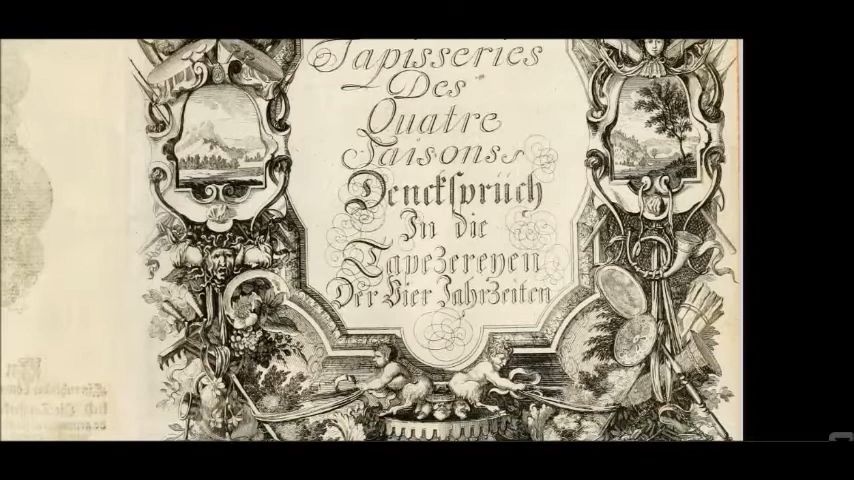 Tapisseries
Des
Quatre
Saisons
Dencksprüch
In die
Tapezereyen
Der Vier Jahrzeiten